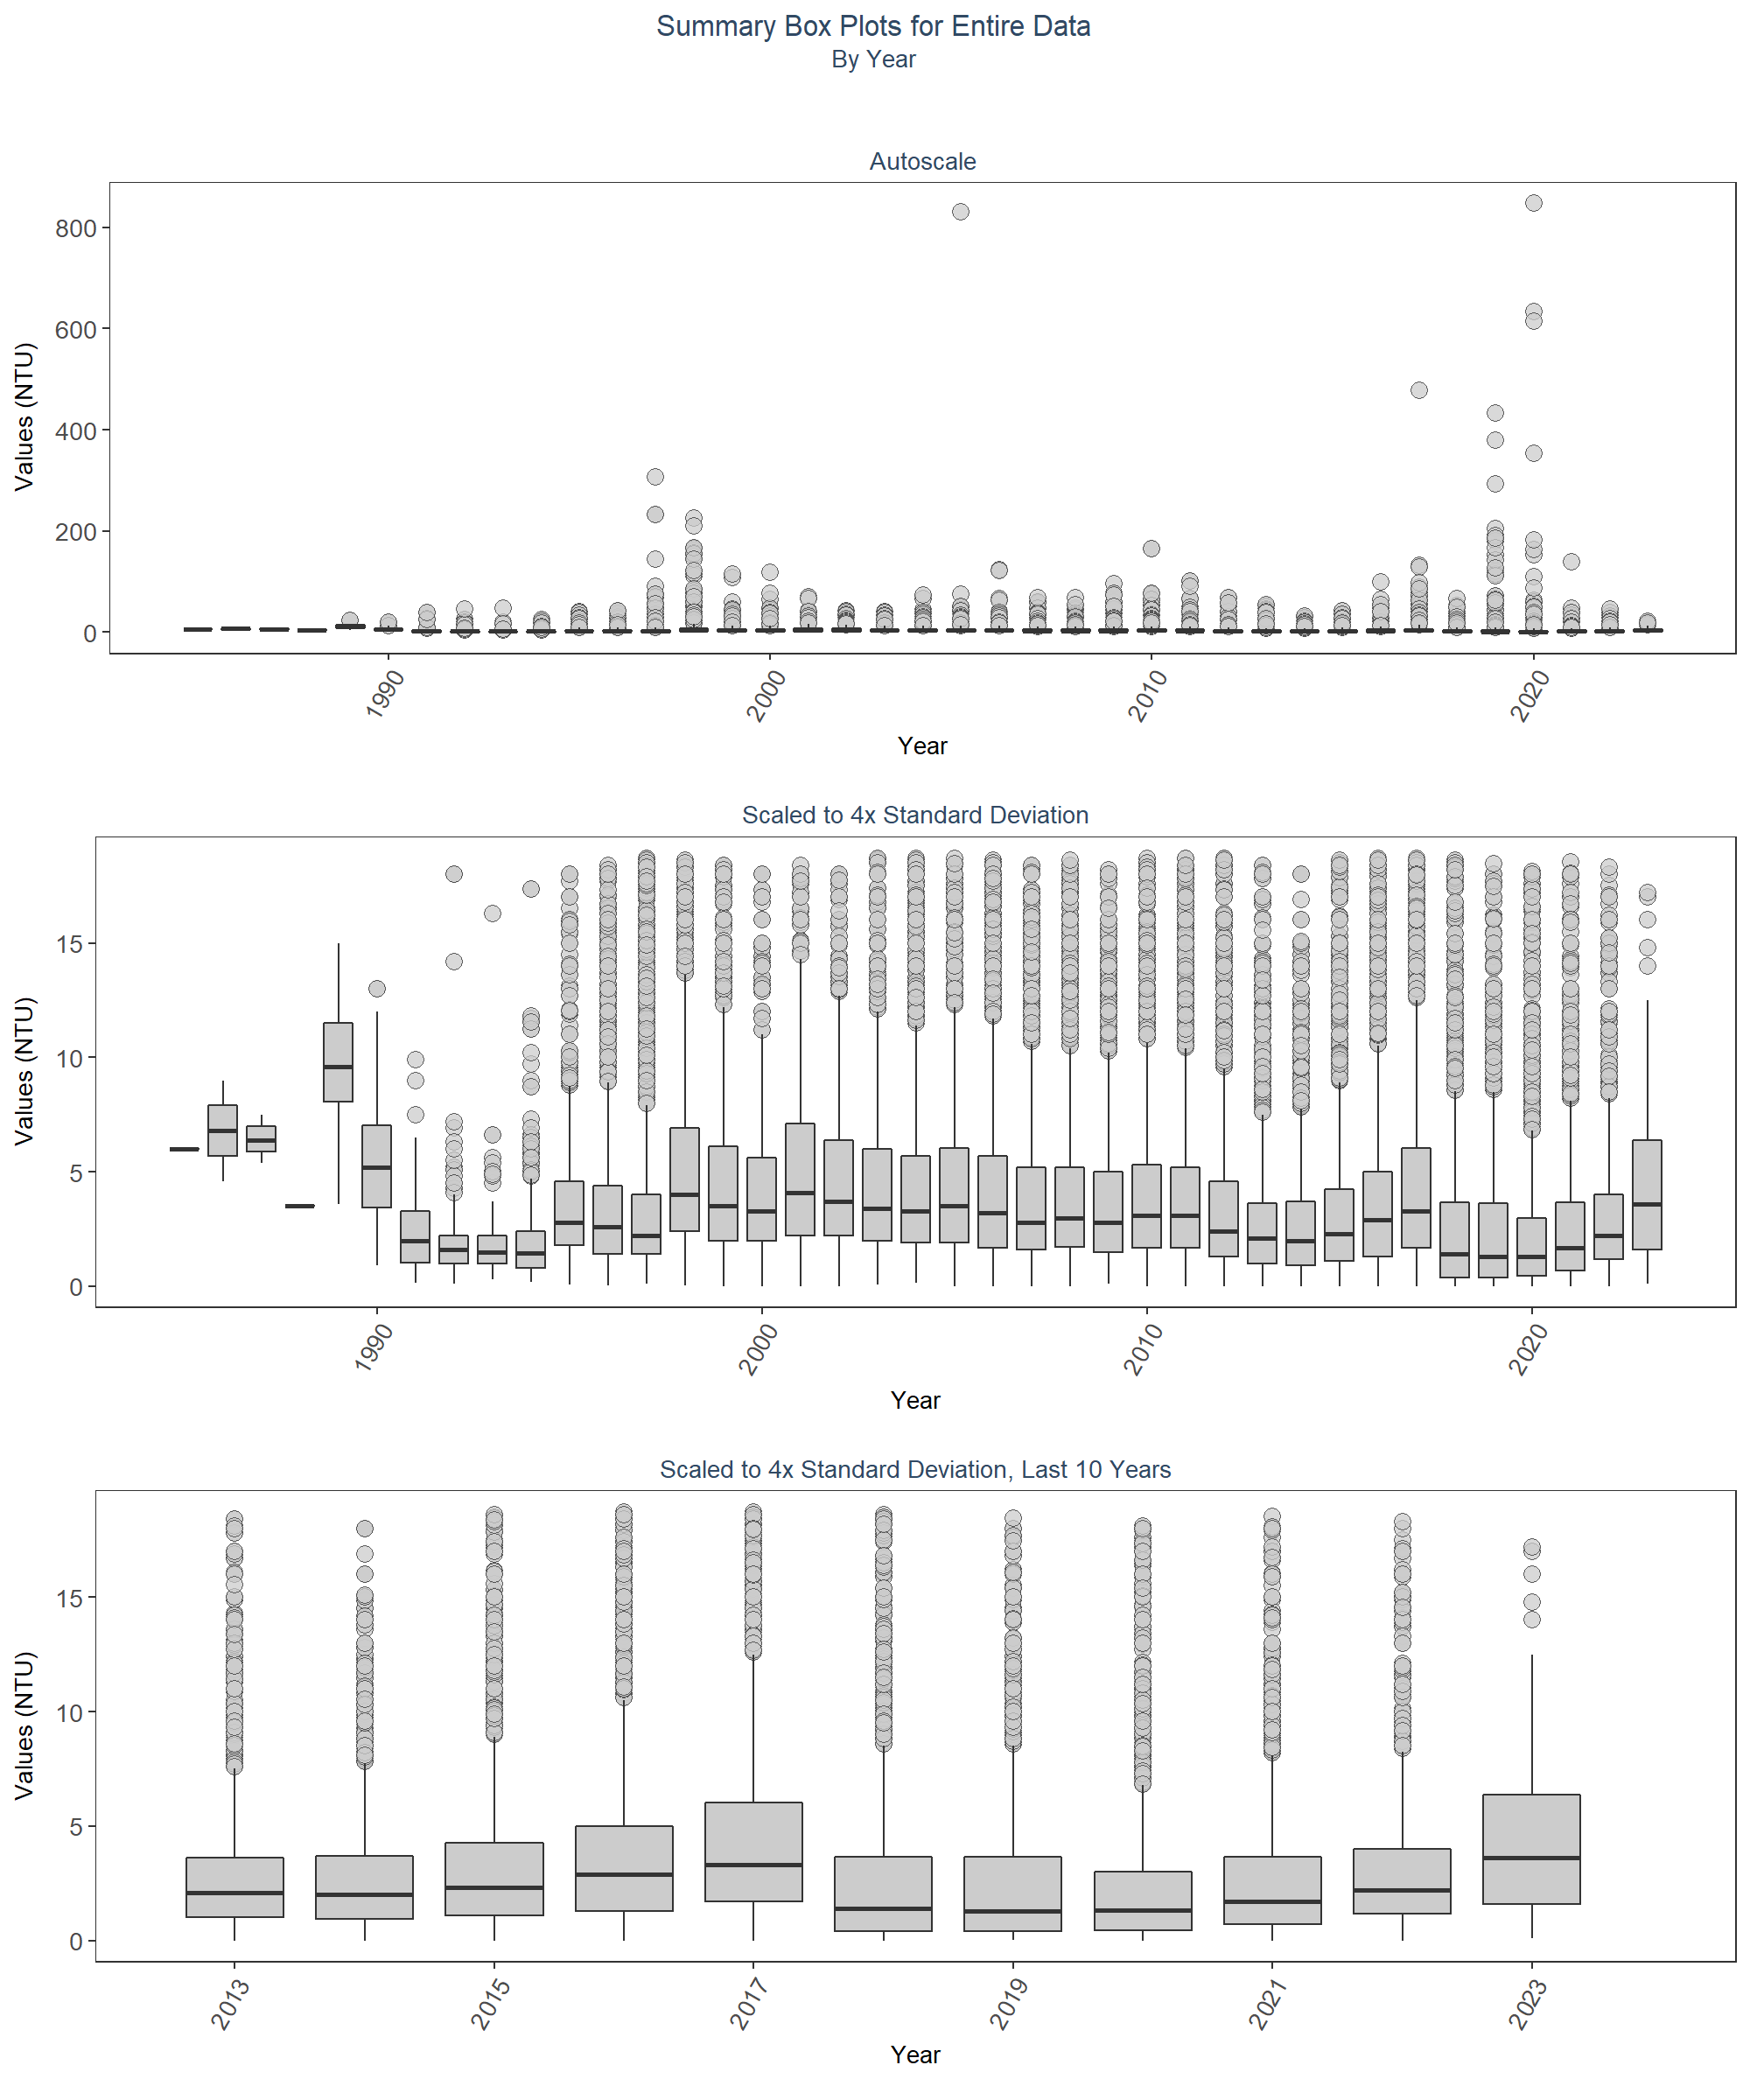 Summary Box Plots for Entire Data
By Year
Autoscale
Values (NTU)
800
600
400
200
0
1990
2000
2010
2020
Year
Scaled to 4x Standard Deviation
Values (NTU)
15
10
5
0
1990
2000
2010
2020
Year
Scaled to 4x Standard Deviation, Last 10 Years
Values (NTU)
15
10
5
0
2013
2015
2017
2019
2021
2023
Year